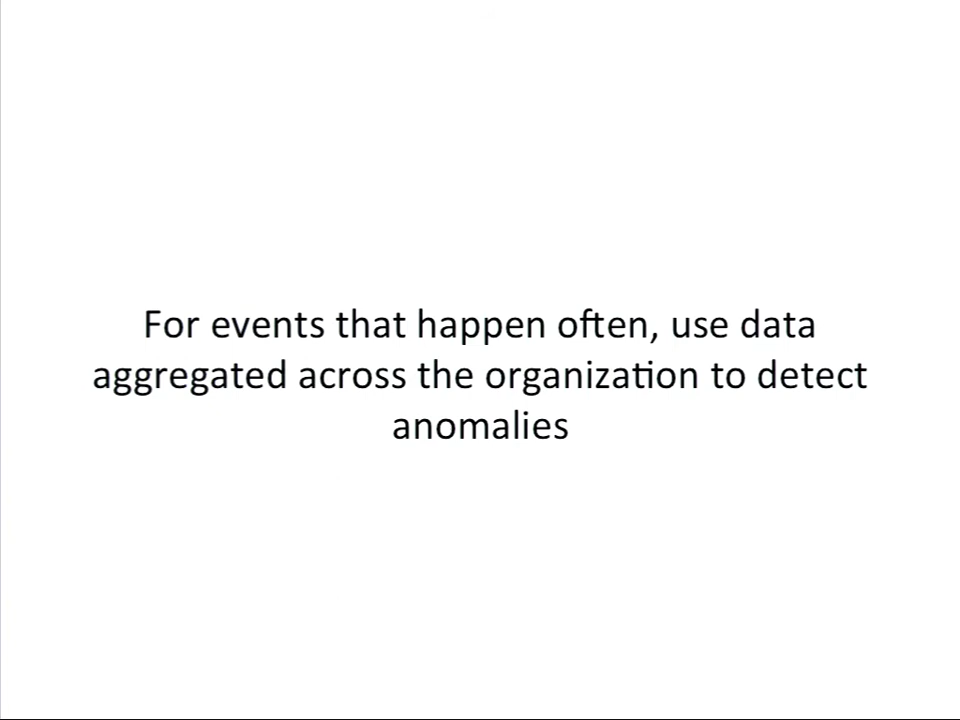 For events that happen often, use data
aggregated across the organization to detect
anomalies